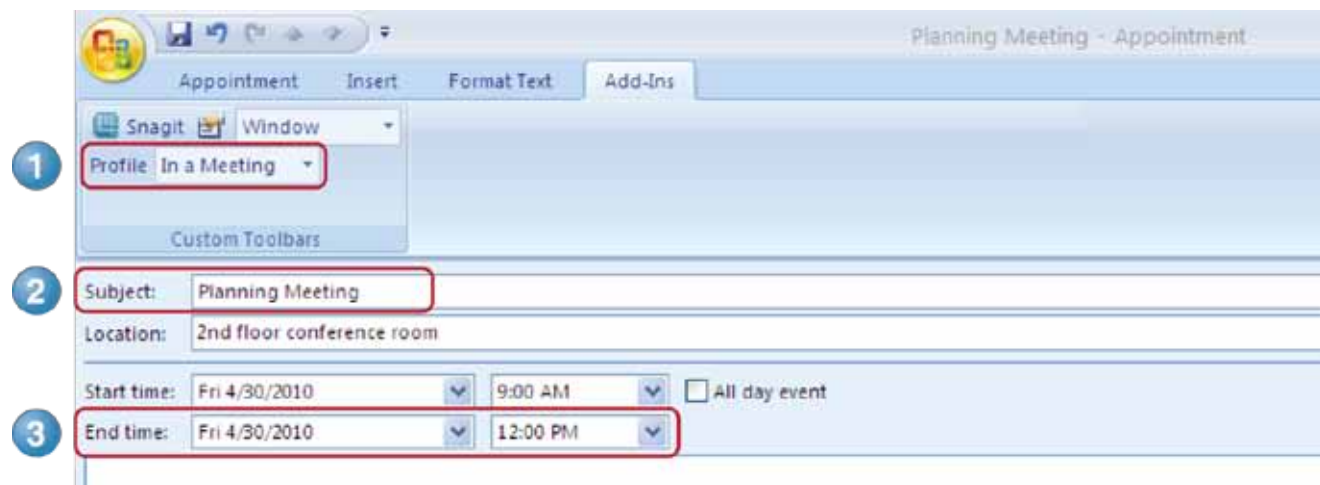 Planning Meeting - Appointment
Appointment Insert Format Text Add-Ins
Snagit Window
1 Profile In a Meeting
Custom Toolbars
2 Subject: Planning Meeting
Location: 2nd floor conference room
Start time: Fri 4/30/2010 9:00 AM All day event
3 End time: Fri 4/30/2010 12:00 PM